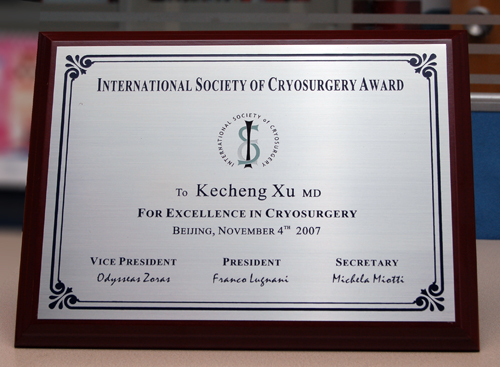 INTERNATIONAL SOCIETY OF CRYOSURGERY AWARD
INTERNATIONAL SOCIETY of CRYOSURGERY
IS
To Kecheng Xu MD
FOR EXCELLENCE IN CRYOSURGERY
BEIJING, NOVEMBER 4TH 2007
VICE PRESIDENT PRESIDENT SECRETARY
Odysseas Zoras Franco Lugnani Michela Miotti